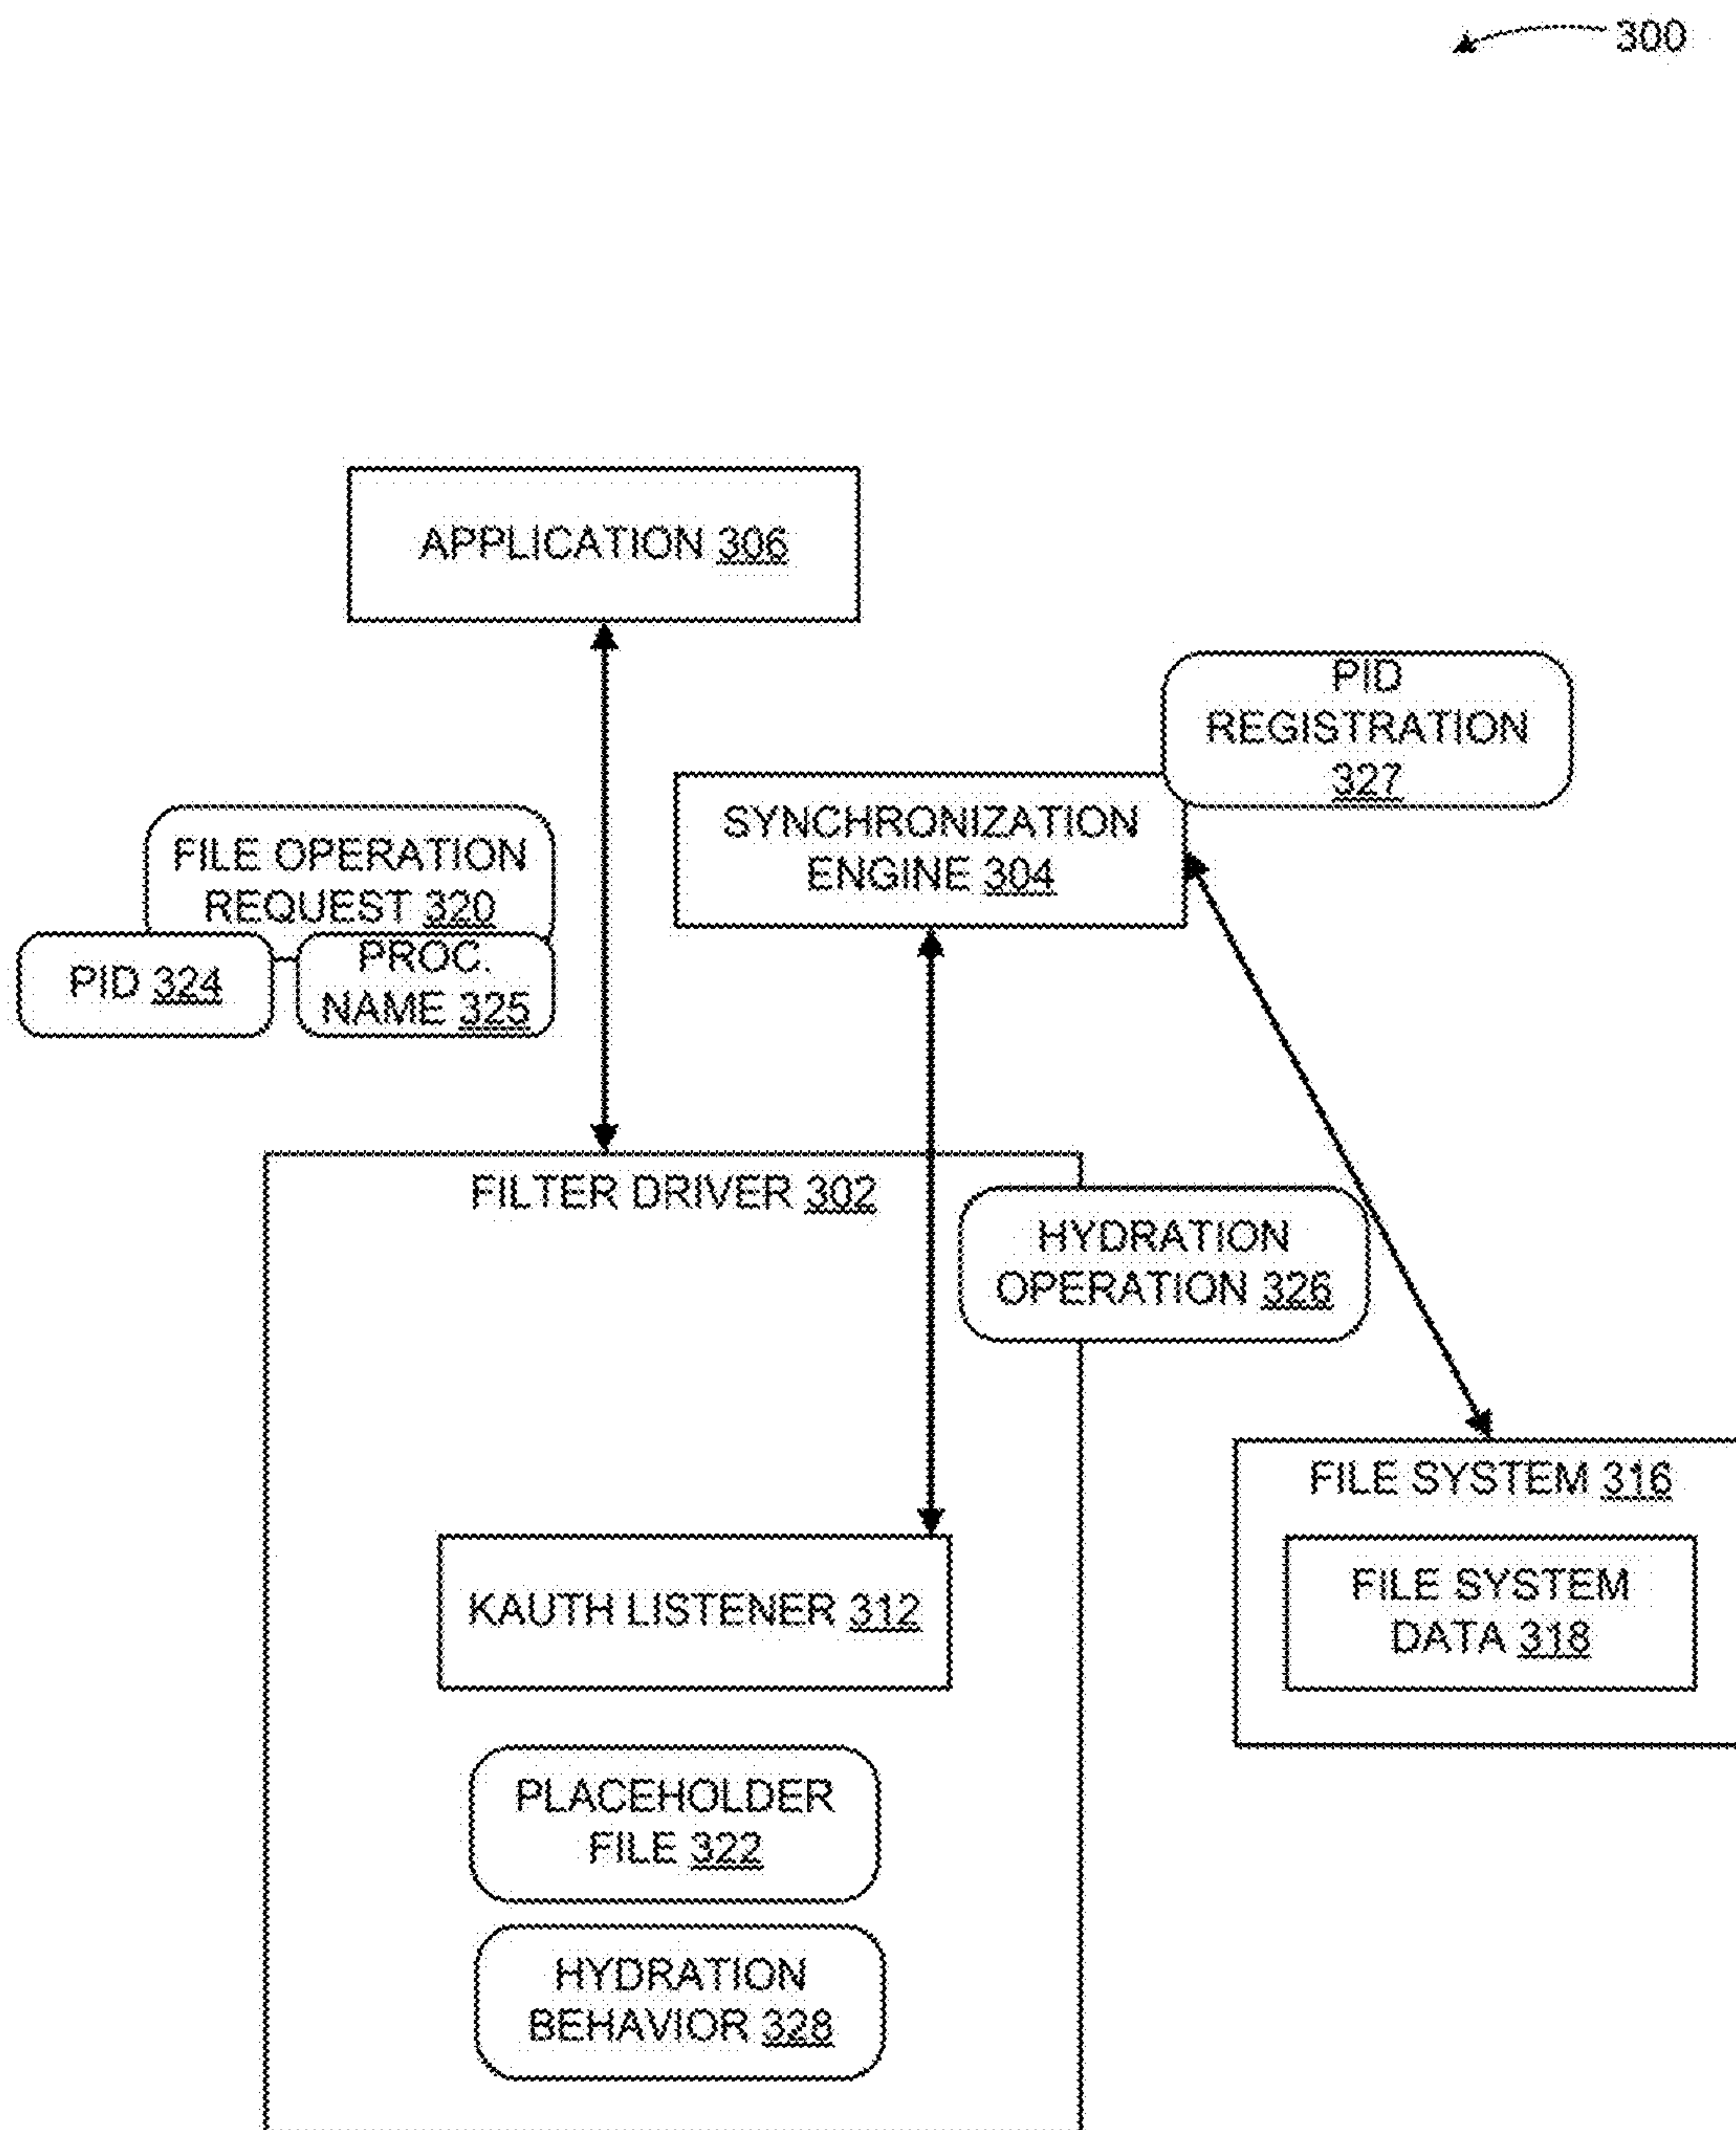 300
APPLICATION 306
PID
REGISTRATION
327
SYNCHRONIZATION
ENGINE 304
FILE OPERATION
REQUEST 320
PID 324
PROC.
NAME 325
FILTER DRIVER 302
HYDRATION
OPERATION 326
FILE SYSTEM 316
FILE SYSTEM
DATA 318
KAUTH LISTENER 312
PLACEHOLDER
FILE 322
HYDRATION
BEHAVIOR 328